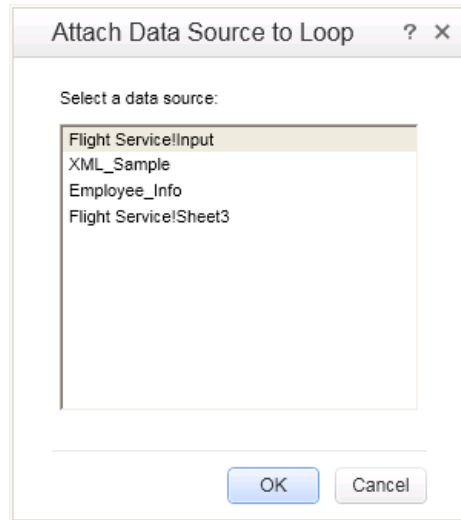 Attach Data Source to Loop ? ×
Select a data source:
Flight Service!Input
XML_Sample
Employee_Info
Flight Service!Sheet3
OK Cancel